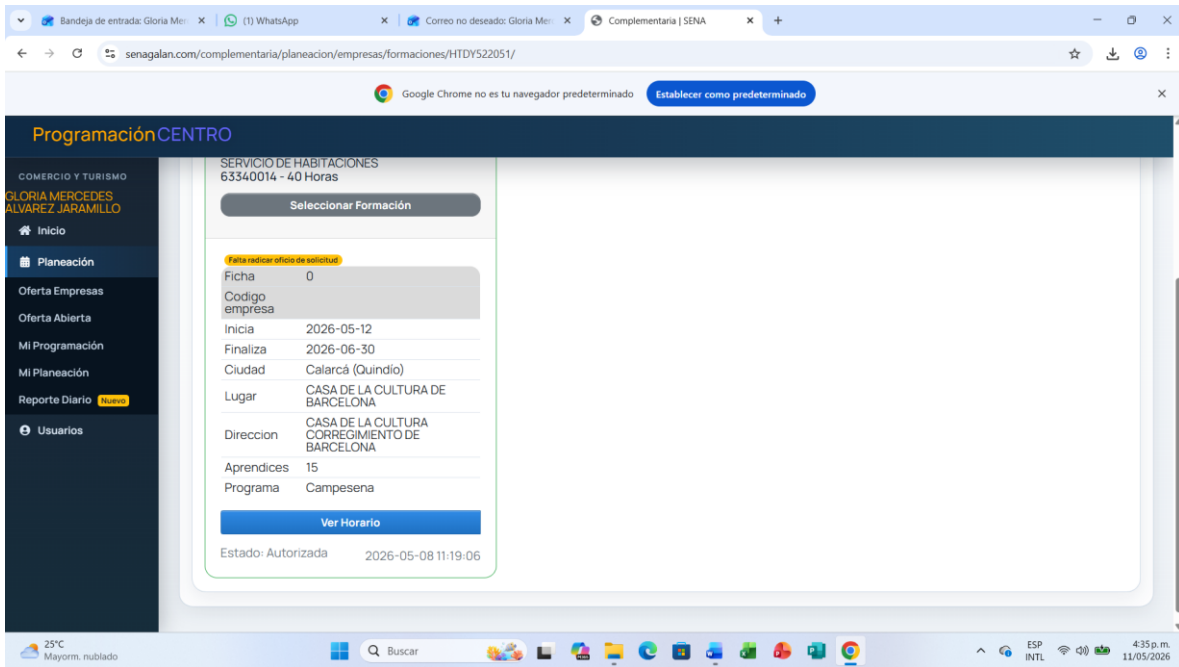 Bandeja de entrada: Gloria Mer
(1) WhatsApp
Correo no deseado: Gloria Mer
Complementaria | SENA
senagalan.com/complementaria/planeacion/empresas/formaciones/HTDY522051/
Google Chrome no es tu navegador predeterminado
Establecer como predeterminado
ProgramaciónCENTRO
COMERCIO Y TURISMO
GLORIA MERCEDES
ALVAREZ JARAMILLO
Inicio
Planeación
Oferta Empresas
Oferta Abierta
Mi Programación
Mi Planeación
Reporte Diario Nuevo
Usuarios
SERVICIO DE HABITACIONES
63340014 - 40 Horas
Seleccionar Formación
Falta radicar oficio de solicitud
Ficha 0
Codigo
empresa
Inicia 2026-05-12
Finaliza 2026-06-30
Ciudad Calarcá (Quindío)
Lugar CASA DE LA CULTURA DE
BARCELONA
Direccion CASA DE LA CULTURA
CORREGIMIENTO DE
BARCELONA
Aprendices 15
Programa Campesena
Ver Horario
Estado: Autorizada 2026-05-08 11:19:06
25°C
Mayorm. nublado
Buscar
ESP
INTL
4:35 p. m.
11/05/2026